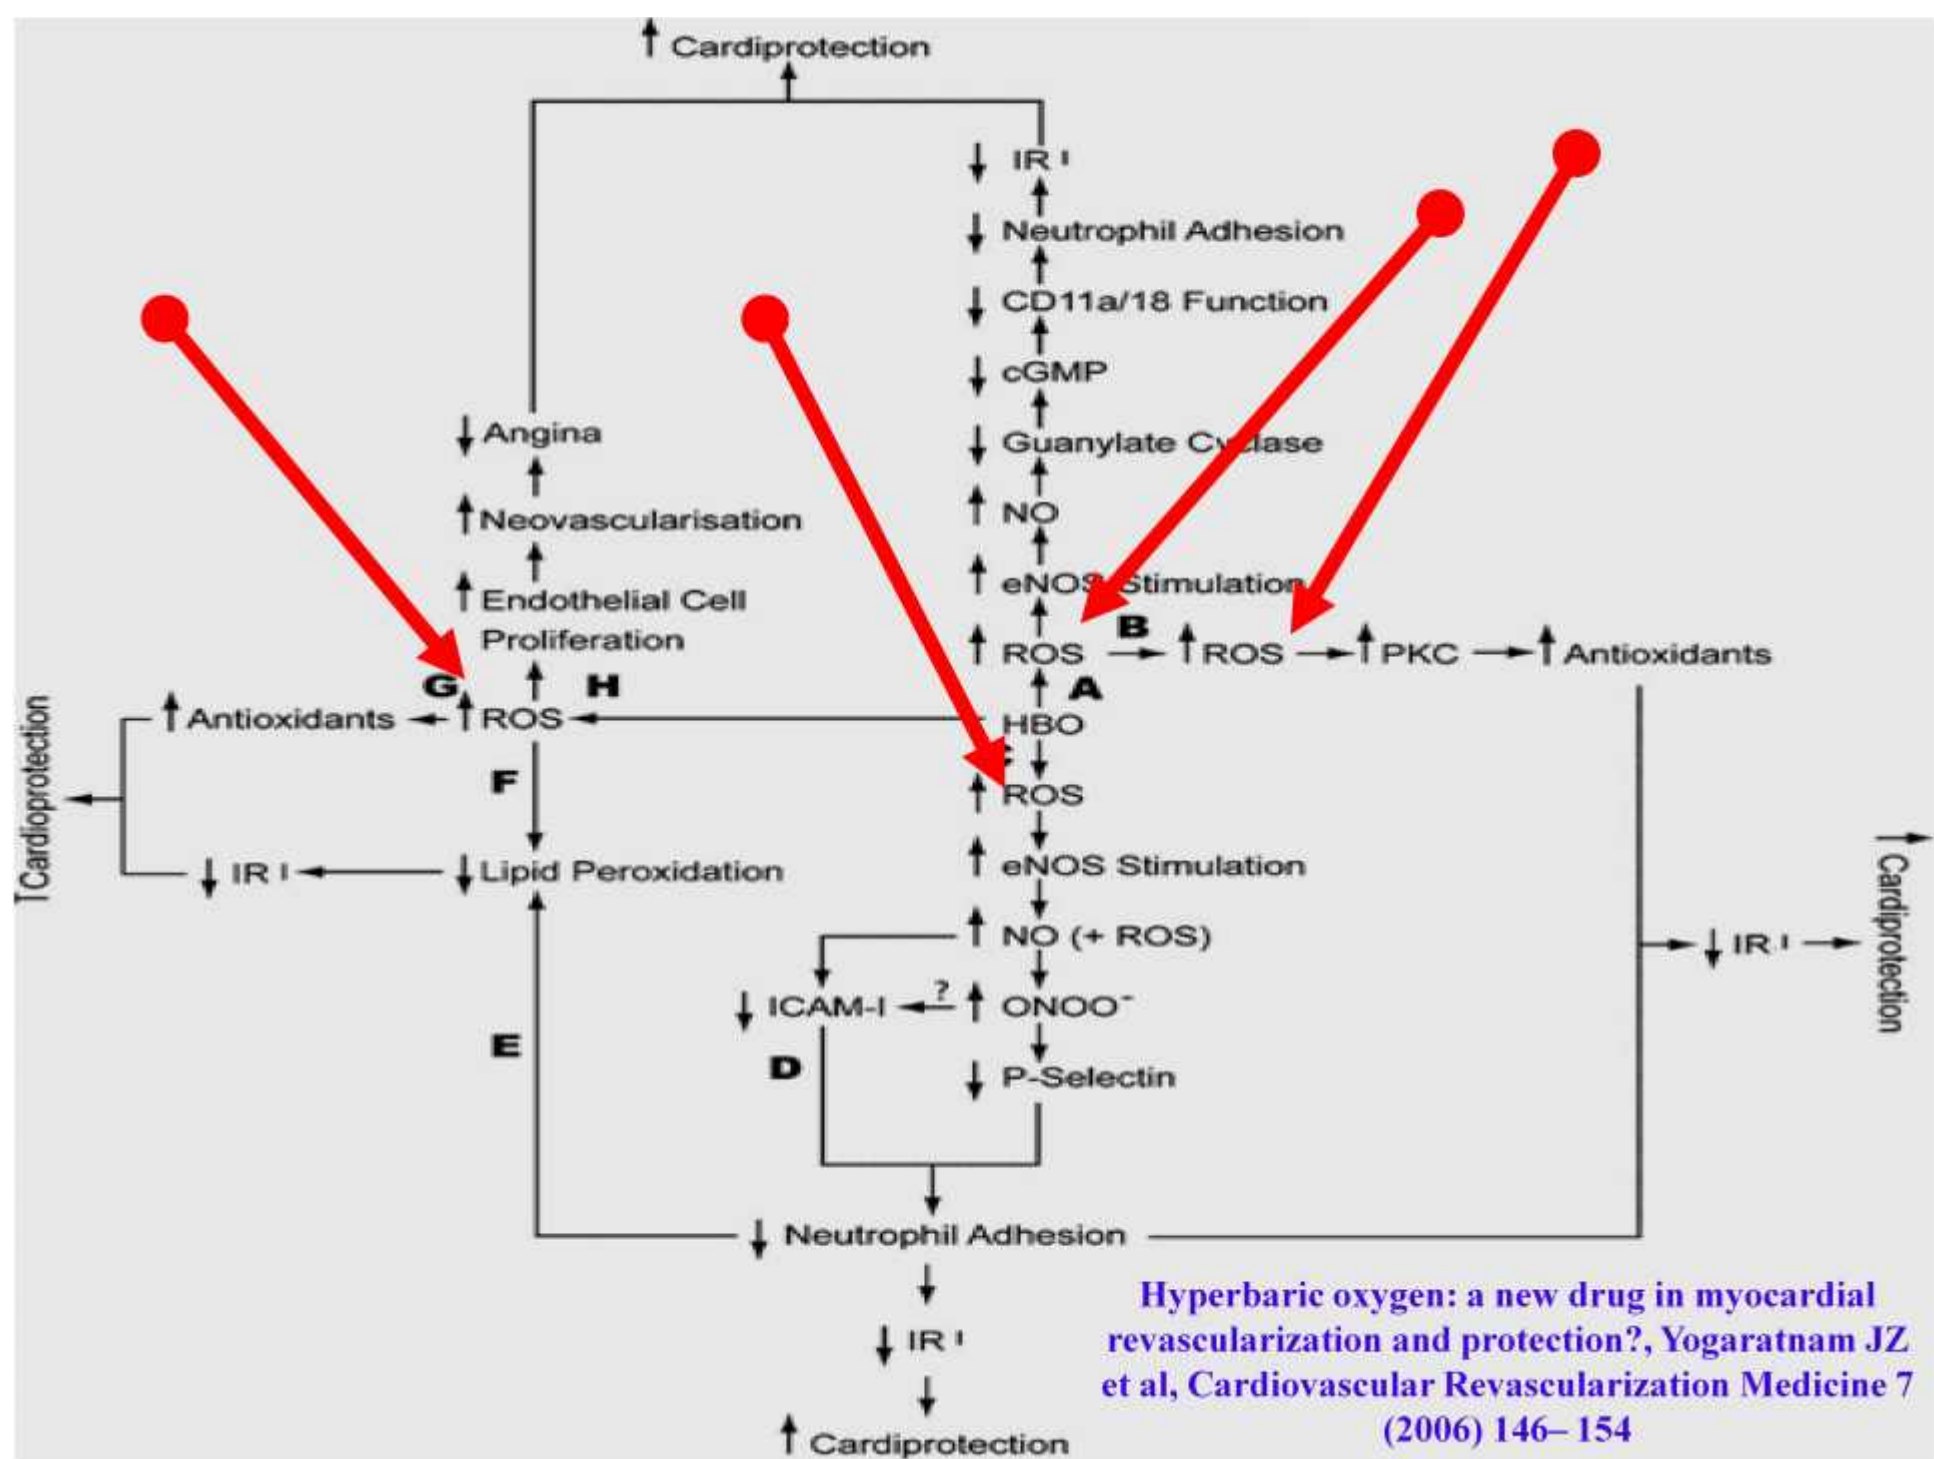 ↑ Cardiprotection
↓ IR I
↓ Neutrophil Adhesion
↓ CD11a/18 Function
↓ cGMP
↓ Guanylate Cyclase
↑ NO
↑ eNOS Stimulation
↑ ROS B ↑ ROS ↑ PKC ↑ Antioxidants
A
HBO
C
↑ ROS
↑ eNOS Stimulation
↑ NO (+ ROS)
↓ ICAM-I ? ↑ ONOO⁻
D
↓ P-Selectin
↓ Angina
↑ Neovascularisation
↑ Endothelial Cell
Proliferation
G H
↑ Antioxidants ↑ ROS
F
↓ IR I ↓ Lipid Peroxidation
E
↑ Cardioprotection
↓ IR I
↑ Cardiprotection
↓ Neutrophil Adhesion
↓ IR I
↑ Cardiprotection
Hyperbaric oxygen: a new drug in myocardial
revascularization and protection?, Yogaratnam JZ
et al, Cardiovascular Revascularization Medicine 7
(2006) 146– 154